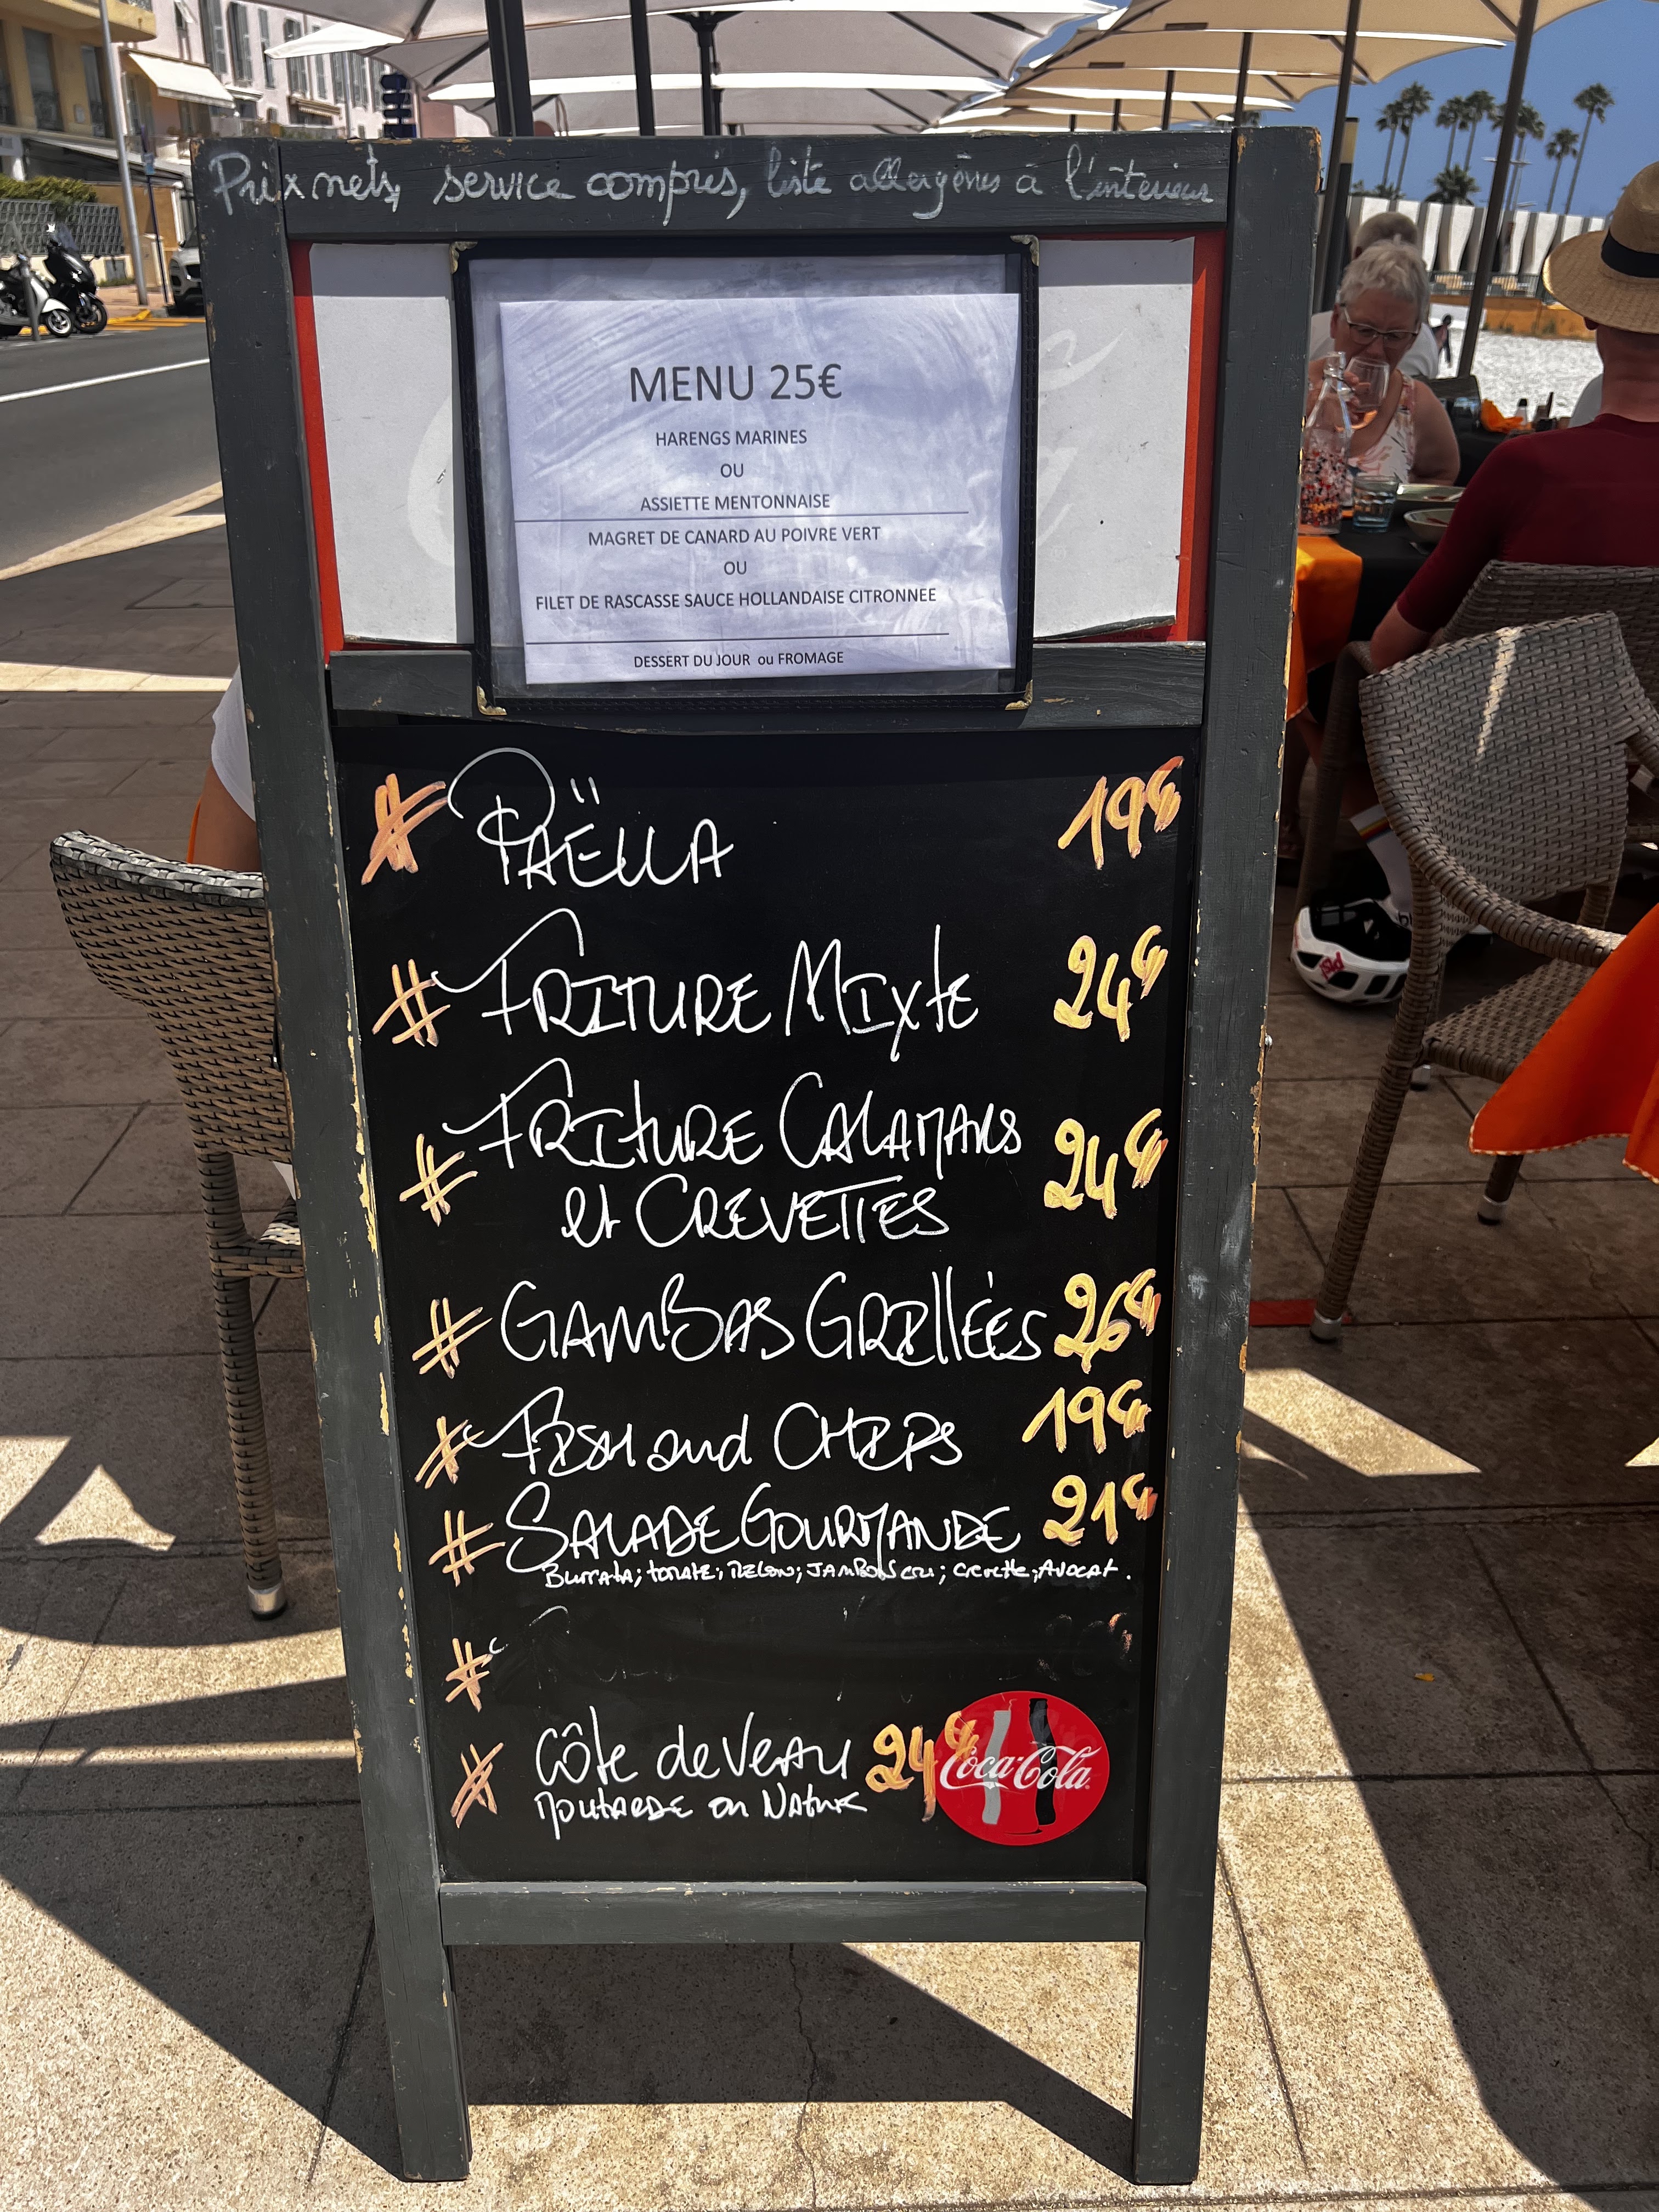 Prix nets, service compris, liste allergènes à l'intérieur
MENU 25€
HARENGS MARINES
OU
ASSIETTE MENTONNAISE
MAGRET DE CANARD AU POIVRE VERT
OU
FILET DE RASCASSE SAUCE HOLLANDAISE CITRONNEE
DESSERT DU JOUR ou FROMAGE
# PAËLLA 19€
# FRITURE MIXTE 24€
# FRITURE CALAMARS 24€
et CREVETTES
# GAMBAS GRILLÉES 26€
# FISH and CHIPS 19€
# SALADE GOURMANDE 21€
BURRATA; TOMATE; MELON; JAMBON CRU; CREVETTE; AVOCAT.
#
# CÔTE de VEAU 24€
MOUTARDE ou NATURE
Coca-Cola